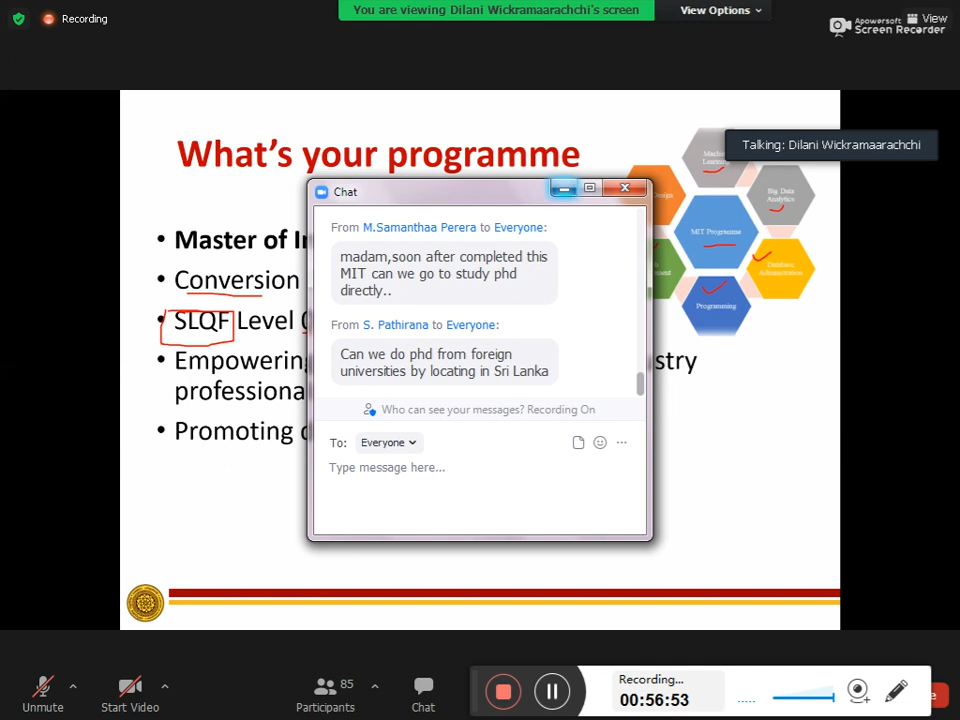 Recording
You are viewing Dilani Wickramaarachchi's screen
View Options
Apowersoft
Screen Recorder
View
What's your programme
Talking: Dilani Wickramaarachchi
Big Data
Analytics
MIT Programme
Database
Administration
Programming
Design
• Master of I
• Conversion
• SLQF Level 0
• Empowering
stry
professiona
• Promoting
Chat
From M.Samanthaa Perera to Everyone:
madam,soon after completed this
MIT can we go to study phd
directly..
From S. Pathirana to Everyone:
Can we do phd from foreign
universities by locating in Sri Lanka
Who can see your messages? Recording On
To: Everyone
Type message here...
Unmute
Start Video
85
Participants
Chat
Recording...
00:56:53